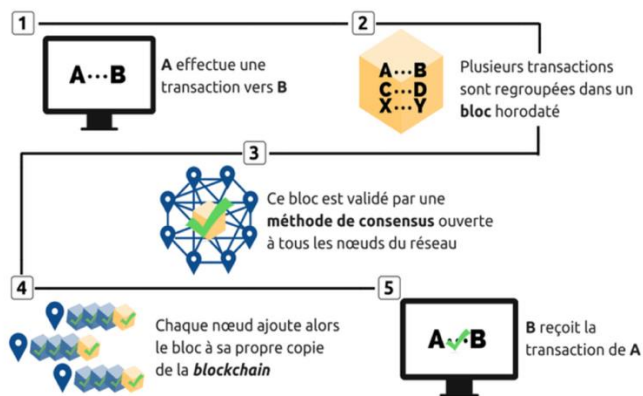 1
A···B
A effectue une
transaction vers B
2
A···B
C···D
X···Y
Plusieurs transactions
sont regroupées dans un
bloc horodaté
3
Ce bloc est validé par une
méthode de consensus ouverte
à tous les nœuds du réseau
4
Chaque nœud ajoute alors
le bloc à sa propre copie
de la blockchain
5
A···B
B reçoit la
transaction de A